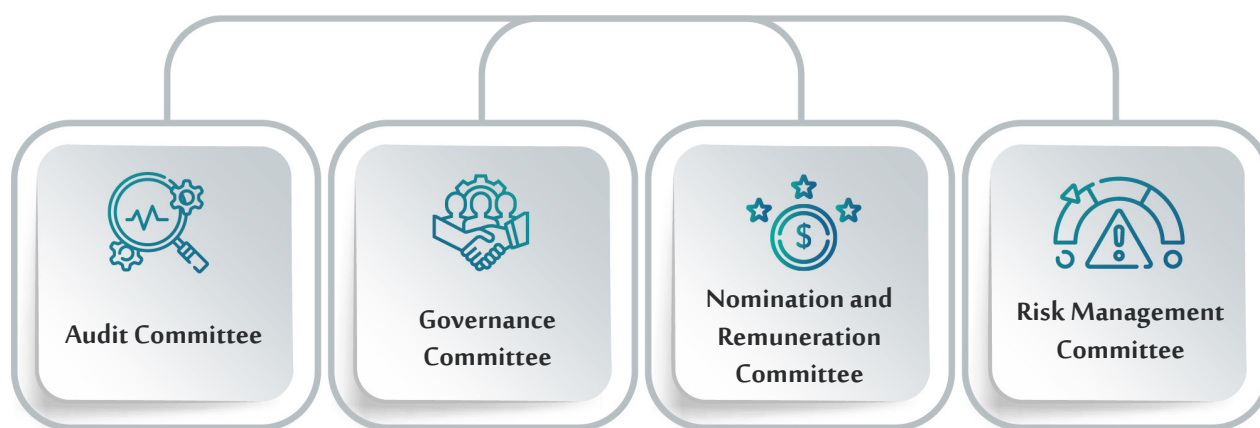 Audit Committee
Governance
Committee
Nomination and
Remuneration
Committee
Risk Management
Committee
$